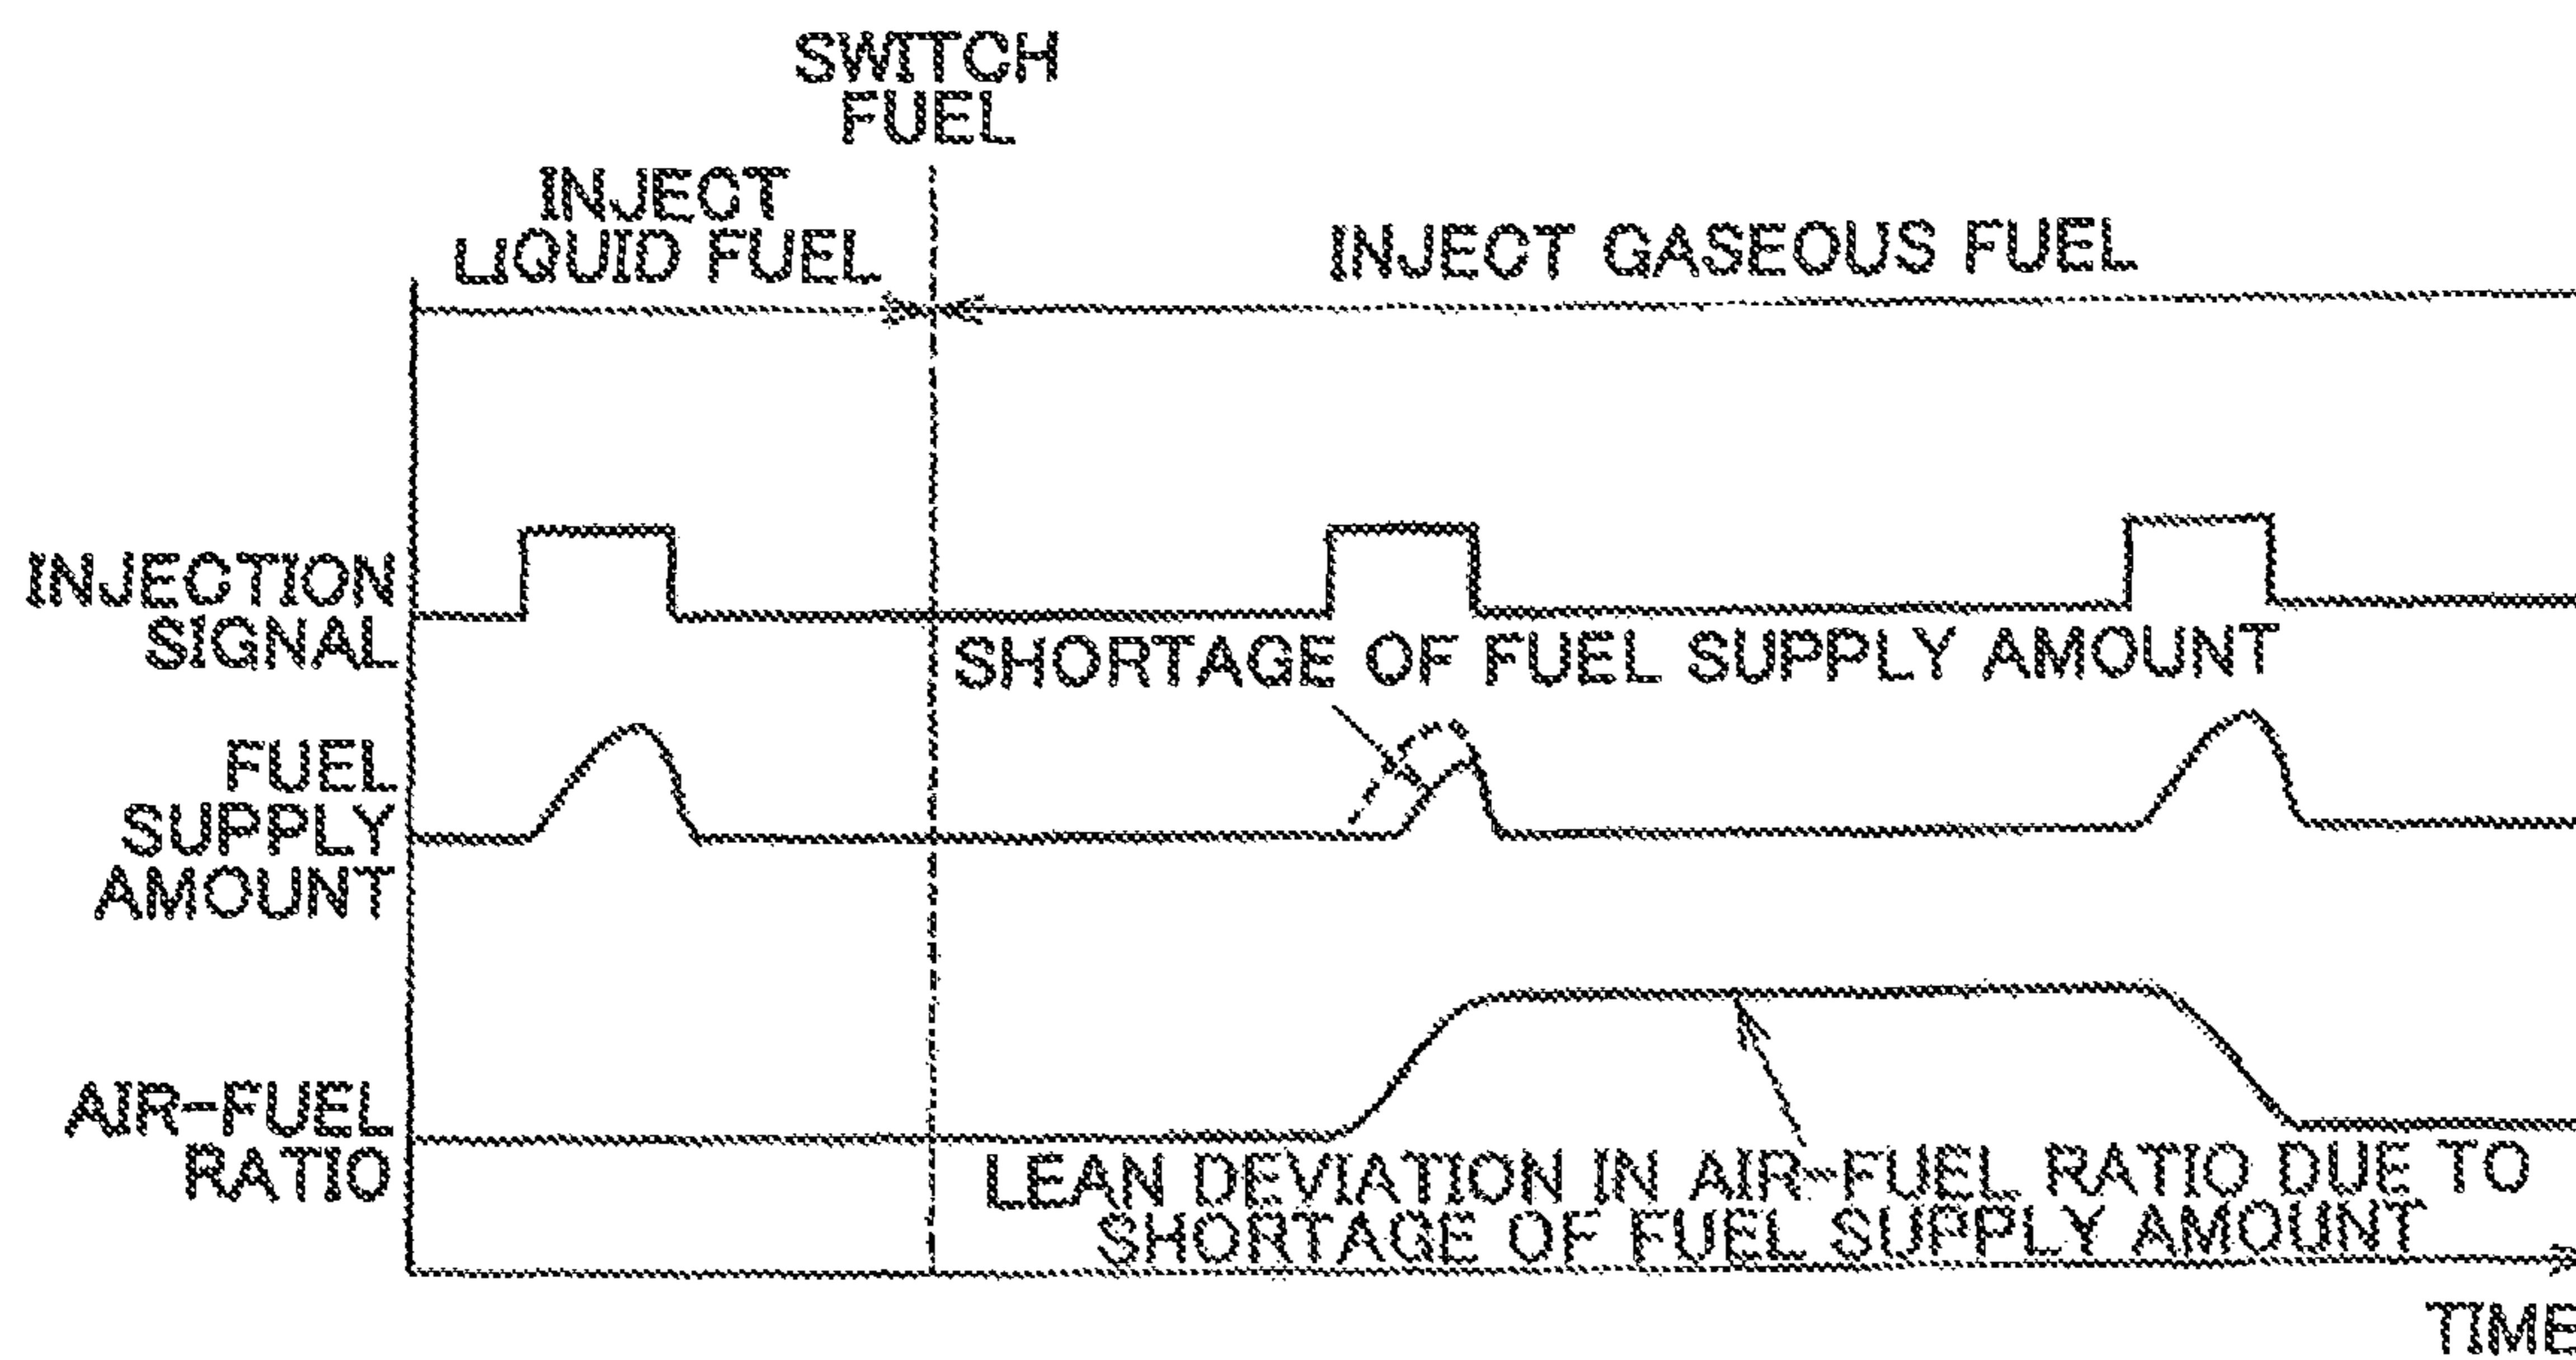 SWITCH
FUEL
INJECT
LIQUID FUEL
INJECT GASEOUS FUEL
INJECTION
SIGNAL
SHORTAGE OF FUEL SUPPLY AMOUNT
FUEL
SUPPLY
AMOUNT
AIR-FUEL
RATIO
LEAN DEVIATION IN AIR-FUEL RATIO DUE TO
SHORTAGE OF FUEL SUPPLY AMOUNT
TIME